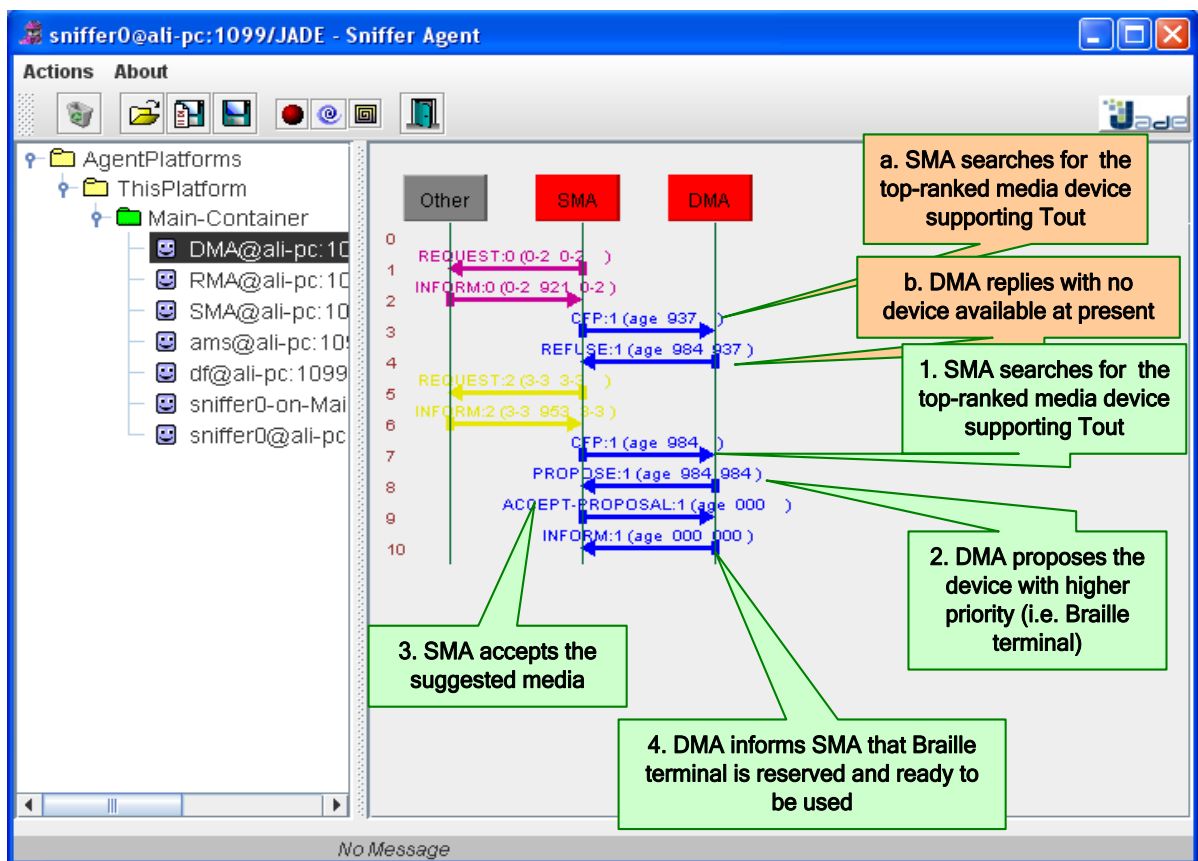 sniffer0@ali-pc:1099/JADE - Sniffer Agent
Actions About
Jade
AgentPlatforms
ThisPlatform
Main-Container
DMA@ali-pc:10
RMA@ali-pc:10
SMA@ali-pc:10
ams@ali-pc:109
df@ali-pc:1099
sniffer0-on-Mai
sniffer0@ali-pc
Other SMA DMA
0
REQUEST:0 (0-2 0-2 )
1
INFORM:0 (0-2 921 0-2 )
2
CFP:1 (age 937 )
3
REFUSE:1 (age 984 937 )
4
REQUEST:2 (3-3 3-3 )
5
INFORM:2 (3-3 953 3-3 )
6
CFP:1 (age 984 )
7
PROPOSE:1 (age 984 984 )
8
ACCEPT-PROPOSAL:1 (age 000 )
9
INFORM:1 (age 000 000 )
10
a. SMA searches for the
top-ranked media device
supporting Tout
b. DMA replies with no
device available at present
1. SMA searches for the
top-ranked media device
supporting Tout
2. DMA proposes the
device with higher
priority (i.e. Braille
terminal)
3. SMA accepts the
suggested media
4. DMA informs SMA that Braille
terminal is reserved and ready to
be used
No Message